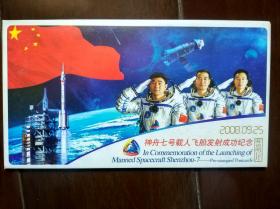 2008.09.25
神舟七号载人飞船发射成功纪念
In Commemoration of the Launching of
Manned Spacecraft Shenzhou-7——Pre-stamped Postcards